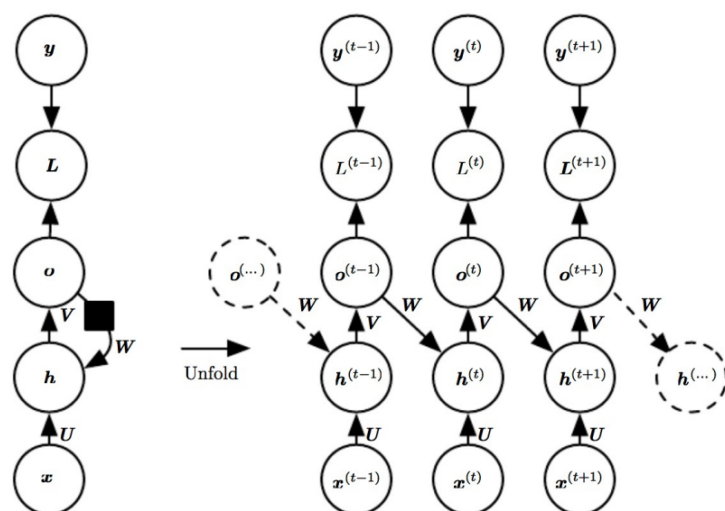 y
y^(t−1) y^(t) y^(t+1)
L
L^(t−1) L^(t) L^(t+1)
o
o^(...) o^(t−1) o^(t) o^(t+1)
W W W W
V V V V
W
h
h^(t−1) h^(t) h^(t+1) h^(...)
Unfold
U U U U
x
x^(t−1) x^(t) x^(t+1)